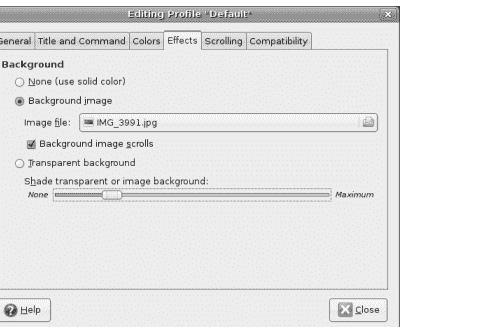 Editing Profile "Default"
General Title and Command Colors Effects Scrolling Compatibility
Background
None (use solid color)
Background image
Image file: IMG_3991.jpg
Background image scrolls
Transparent background
Shade transparent or image background:
None Maximum
Help Close